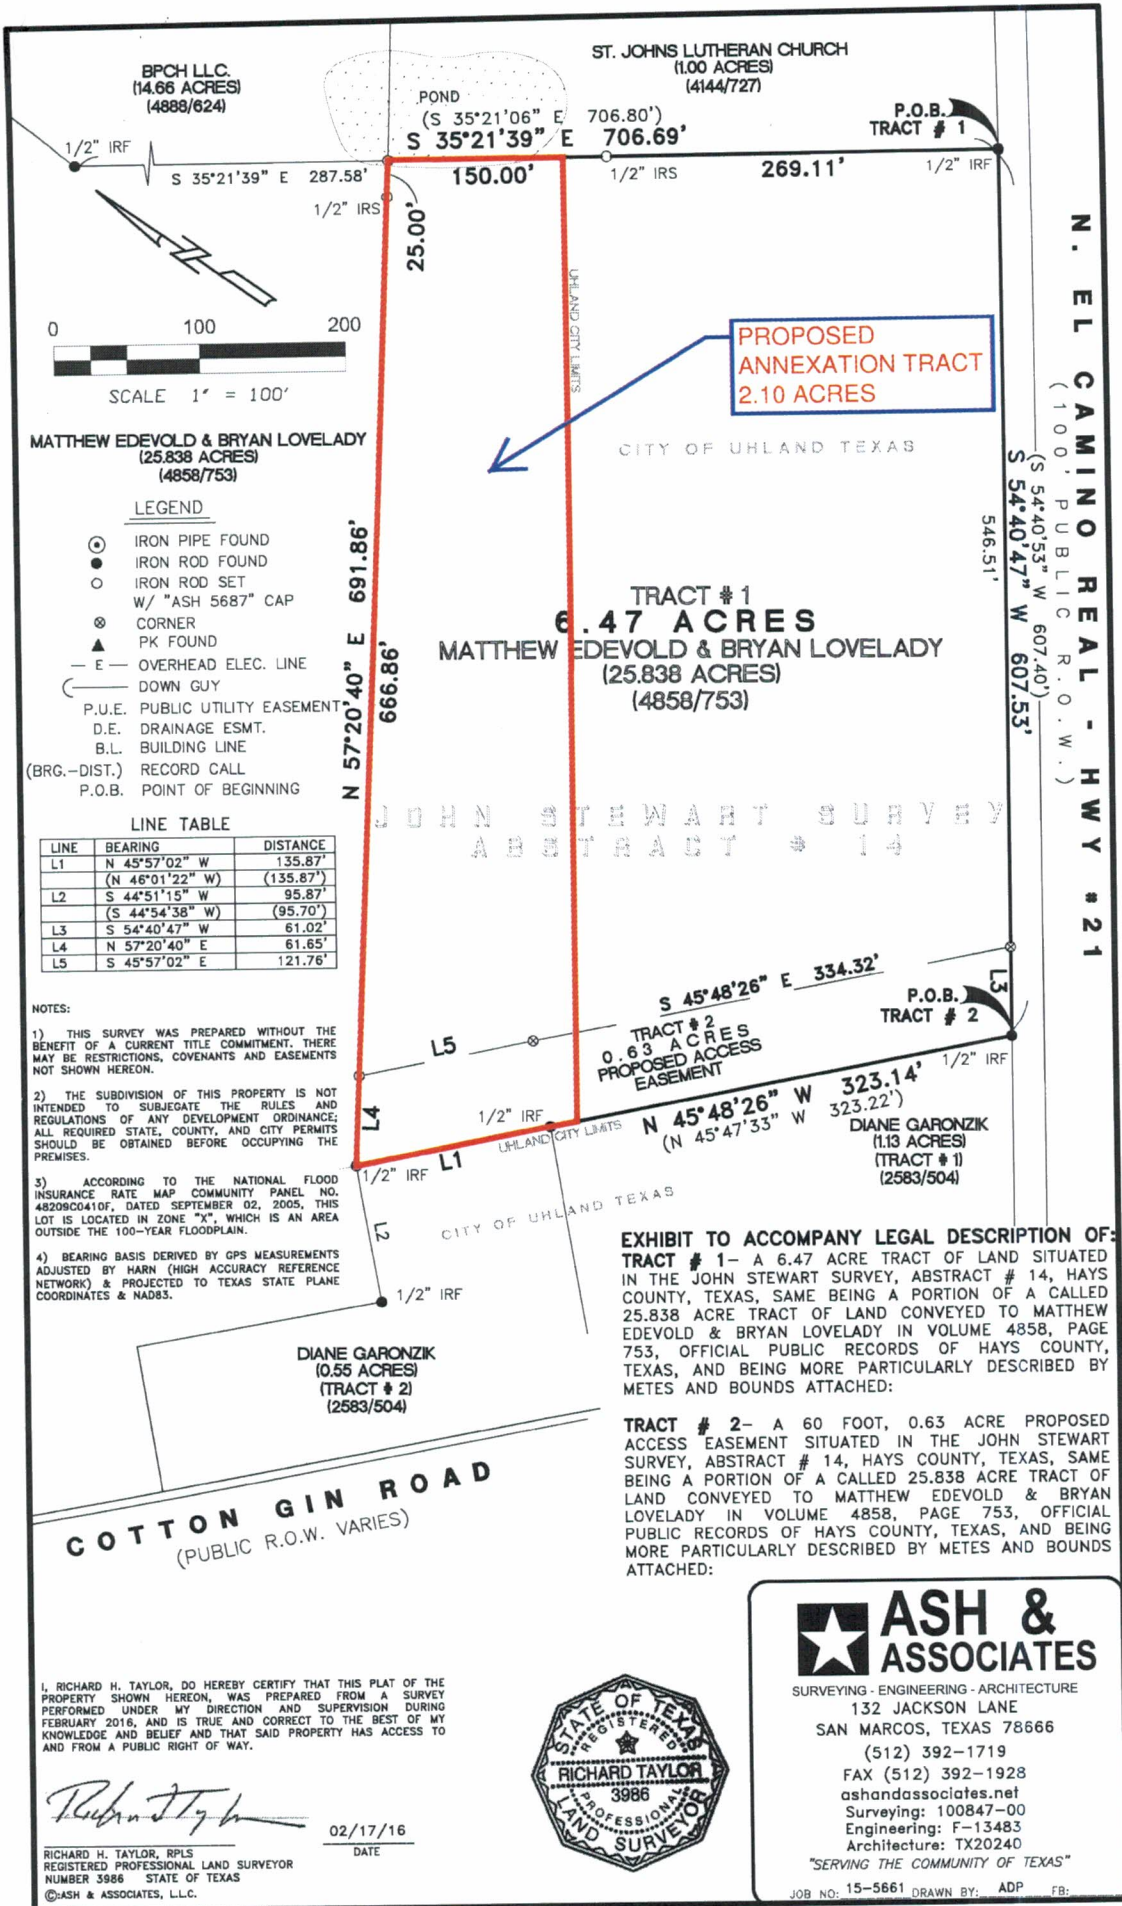 BPCH LLC.
(14.66 ACRES)
(4888/624)
ST. JOHNS LUTHERAN CHURCH
(1.00 ACRES)
(4144/727)
POND
(S 35°21'06" E 706.80')
S 35°21'39" E 706.69'
P.O.B.
TRACT # 1
1/2" IRF
S 35°21'39" E 287.58'
150.00'
1/2" IRS
269.11'
1/2" IRF
1/2" IRS
25.00'
N
UHLAND CITY LIMITS
0 100 200
SCALE 1" = 100'
PROPOSED
ANNEXATION TRACT
2.10 ACRES
CITY OF UHLAND TEXAS
N. EL CAMINO REAL - HWY #21
(100' PUBLIC R.O.W.)
(S 54°40'53" W 607.40')
S 54°40'47" W 607.53'
546.51'
MATTHEW EDEVOLD & BRYAN LOVELADY
(25.838 ACRES)
(4858/753)
LEGEND
IRON PIPE FOUND
IRON ROD FOUND
IRON ROD SET
W/ "ASH 5687" CAP
CORNER
PK FOUND
— E — OVERHEAD ELEC. LINE
DOWN GUY
P.U.E. PUBLIC UTILITY EASEMENT
D.E. DRAINAGE ESMT.
B.L. BUILDING LINE
(BRG.-DIST.) RECORD CALL
P.O.B. POINT OF BEGINNING
N 57°20'40" E 691.86'
666.86'
TRACT # 1
6.47 ACRES
MATTHEW EDEVOLD & BRYAN LOVELADY
(25.838 ACRES)
(4858/753)
JOHN STEWART SURVEY
ABSTRACT # 14
LINE TABLE
LINE BEARING DISTANCE
L1 N 45°57'02" W 135.87'
(N 46°01'22" W) (135.87')
L2 S 44°51'15" W 95.87'
(S 44°54'38" W) (95.70')
L3 S 54°40'47" W 61.02'
L4 N 57°20'40" E 61.65'
L5 S 45°57'02" E 121.76'
S 45°48'26" E 334.32'
L3
P.O.B.
TRACT # 2
1/2" IRF
L5
TRACT # 2
0.63 ACRES
PROPOSED ACCESS
EASEMENT
L4
1/2" IRF
UHLAND CITY LIMITS
N 45°48'26" W 323.14'
(N 45°47'33" W 323.22')
L1
1/2" IRF
DIANE GARONZIK
(1.13 ACRES)
(TRACT # 1)
(2583/504)
L2
CITY OF UHLAND TEXAS
1/2" IRF
DIANE GARONZIK
(0.55 ACRES)
(TRACT # 2)
(2583/504)
COTTON GIN ROAD
(PUBLIC R.O.W. VARIES)
NOTES:
1) THIS SURVEY WAS PREPARED WITHOUT THE
BENEFIT OF A CURRENT TITLE COMMITMENT. THERE
MAY BE RESTRICTIONS, COVENANTS AND EASEMENTS
NOT SHOWN HEREON.
2) THE SUBDIVISION OF THIS PROPERTY IS NOT
INTENDED TO SUBJEGATE THE RULES AND
REGULATIONS OF ANY DEVELOPMENT ORDINANCE;
ALL REQUIRED STATE, COUNTY, AND CITY PERMITS
SHOULD BE OBTAINED BEFORE OCCUPYING THE
PREMISES.
3) ACCORDING TO THE NATIONAL FLOOD
INSURANCE RATE MAP COMMUNITY PANEL NO.
48209C0410F, DATED SEPTEMBER 02, 2005, THIS
LOT IS LOCATED IN ZONE "X", WHICH IS AN AREA
OUTSIDE THE 100-YEAR FLOODPLAIN.
4) BEARING BASIS DERIVED BY GPS MEASUREMENTS
ADJUSTED BY HARN (HIGH ACCURACY REFERENCE
NETWORK) & PROJECTED TO TEXAS STATE PLANE
COORDINATES & NAD83.
EXHIBIT TO ACCOMPANY LEGAL DESCRIPTION OF:
TRACT # 1- A 6.47 ACRE TRACT OF LAND SITUATED
IN THE JOHN STEWART SURVEY, ABSTRACT # 14, HAYS
COUNTY, TEXAS, SAME BEING A PORTION OF A CALLED
25.838 ACRE TRACT OF LAND CONVEYED TO MATTHEW
EDEVOLD & BRYAN LOVELADY IN VOLUME 4858, PAGE
753, OFFICIAL PUBLIC RECORDS OF HAYS COUNTY,
TEXAS, AND BEING MORE PARTICULARLY DESCRIBED BY
METES AND BOUNDS ATTACHED:
TRACT # 2- A 60 FOOT, 0.63 ACRE PROPOSED
ACCESS EASEMENT SITUATED IN THE JOHN STEWART
SURVEY, ABSTRACT # 14, HAYS COUNTY, TEXAS, SAME
BEING A PORTION OF A CALLED 25.838 ACRE TRACT OF
LAND CONVEYED TO MATTHEW EDEVOLD & BRYAN
LOVELADY IN VOLUME 4858, PAGE 753, OFFICIAL
PUBLIC RECORDS OF HAYS COUNTY, TEXAS, AND BEING
MORE PARTICULARLY DESCRIBED BY METES AND BOUNDS
ATTACHED:
I, RICHARD H. TAYLOR, DO HEREBY CERTIFY THAT THIS PLAT OF THE
PROPERTY SHOWN HEREON, WAS PREPARED FROM A SURVEY
PERFORMED UNDER MY DIRECTION AND SUPERVISION DURING
FEBRUARY 2016, AND IS TRUE AND CORRECT TO THE BEST OF MY
KNOWLEDGE AND BELIEF AND THAT SAID PROPERTY HAS ACCESS TO
AND FROM A PUBLIC RIGHT OF WAY.
02/17/16
DATE
RICHARD H. TAYLOR, RPLS
REGISTERED PROFESSIONAL LAND SURVEYOR
NUMBER 3986 STATE OF TEXAS
©:ASH & ASSOCIATES, L.L.C.
STATE OF TEXAS
REGISTERED
RICHARD TAYLOR
3986
PROFESSIONAL
LAND SURVEYOR
ASH &
ASSOCIATES
SURVEYING - ENGINEERING - ARCHITECTURE
132 JACKSON LANE
SAN MARCOS, TEXAS 78666
(512) 392-1719
FAX (512) 392-1928
ashandassociates.net
Surveying: 100847-00
Engineering: F-13483
Architecture: TX20240
"SERVING THE COMMUNITY OF TEXAS"
JOB NO: 15-5661 DRAWN BY: ADP FB: